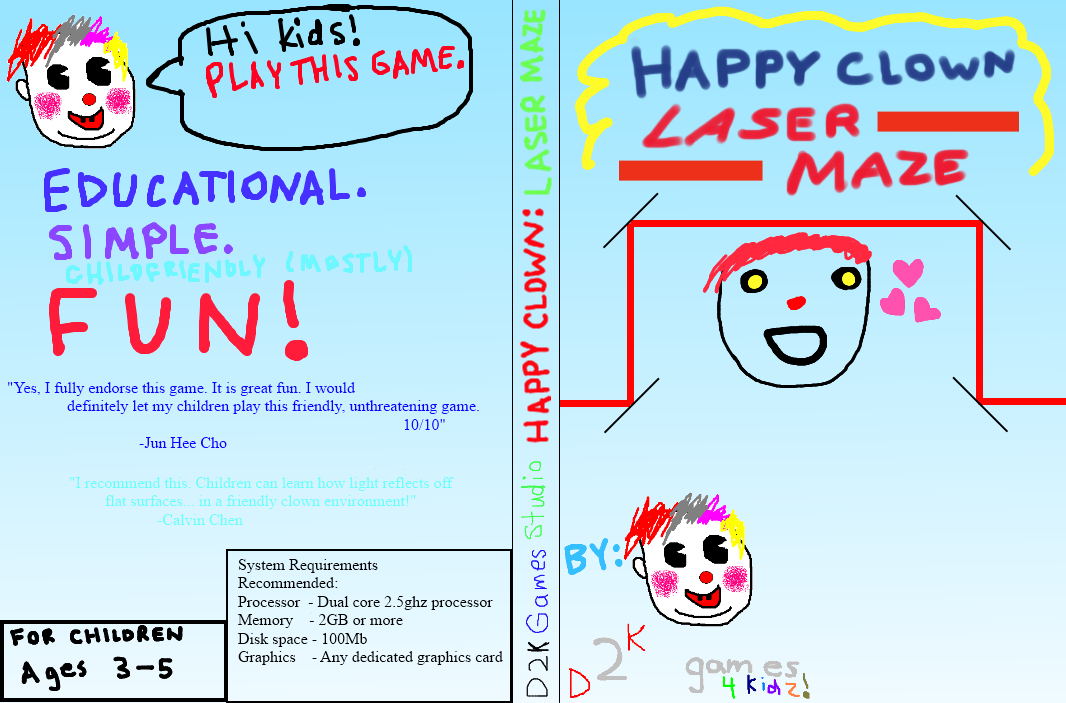 Hi kids!
PLAY THIS GAME.
EDUCATIONAL.
SIMPLE.
CHILDFRIENDLY (MOSTLY)
FUN!
"Yes, I fully endorse this game. It is great fun. I would
definitely let my children play this friendly, unthreatening game.
10/10"
-Jun Hee Cho
"I recommend this. Children can learn how light reflects off
flat surfaces... in a friendly clown environment!"
-Calvin Chen
System Requirements
Recommended:
Processor - Dual core 2.5ghz processor
Memory - 2GB or more
Disk space - 100Mb
Graphics - Any dedicated graphics card
FOR CHILDREN
Ages 3-5
D2K Games Studio HAPPY CLOWN: LASER MAZE
HAPPY CLOWN
LASER
MAZE
BY:
D2K
games
4 kidz!